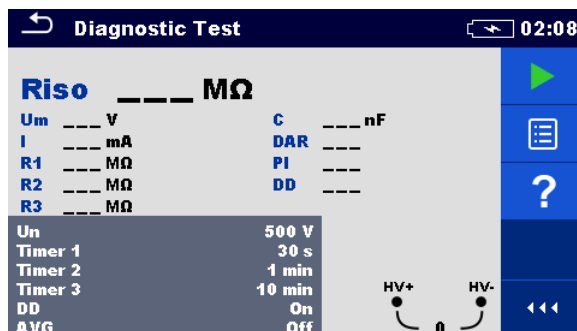 Diagnostic Test 02:08
Riso ___ MΩ
Um ___ V C ___ nF
I ___ mA DAR ___
R1 ___ MΩ PI ___
R2 ___ MΩ DD ___
R3 ___ MΩ ?
Un 500 V
Timer 1 30 s
Timer 2 1 min
Timer 3 10 min HV+ HV-
DD On
AVG Off 0